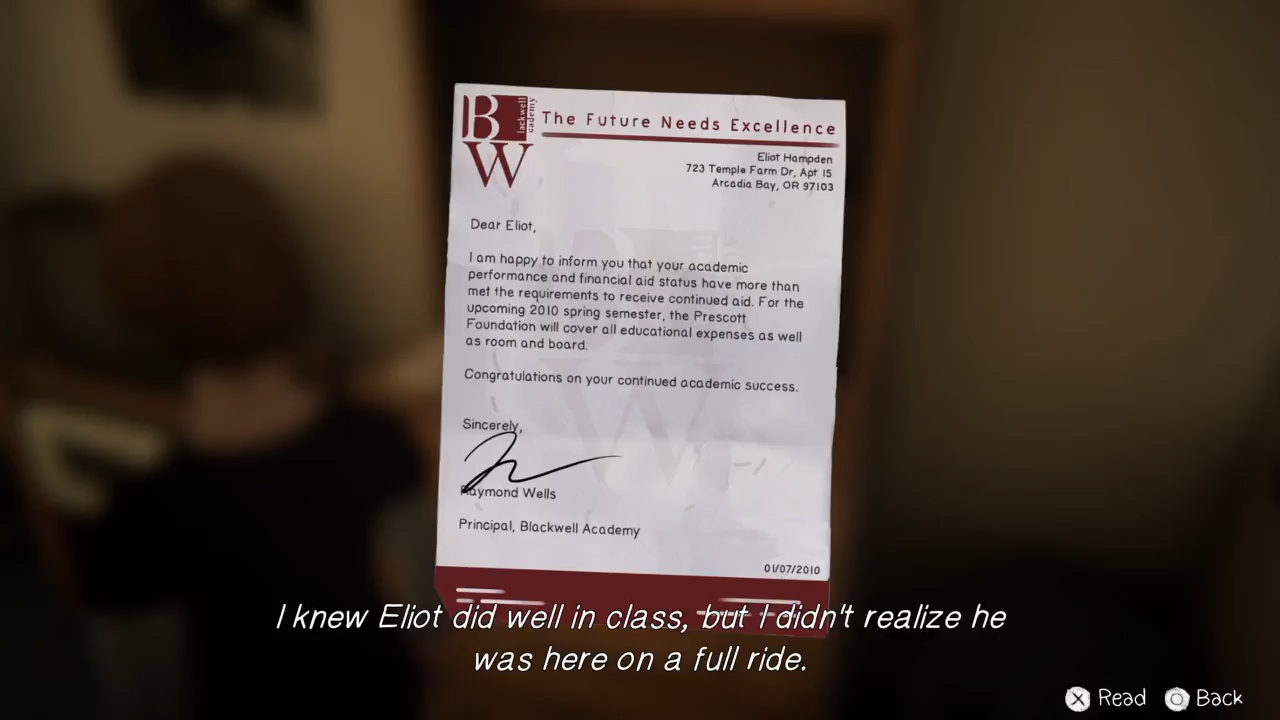 B
lackwell
cademy
W
The Future Needs Excellence
Eliot Hampden
723 Temple Farm Dr, Apt 15
Arcadia Bay, OR 97103
Dear Eliot,
I am happy to inform you that your academic
performance and financial aid status have more than
met the requirements to receive continued aid. For the
upcoming 2010 spring semester, the Prescott
Foundation will cover all educational expenses as well
as room and board.
Congratulations on your continued academic success.
Sincerely,
Raymond Wells
Principal, Blackwell Academy
01/07/2010
I knew Eliot did well in class, but I didn't realize he
was here on a full ride.
X Read O Back